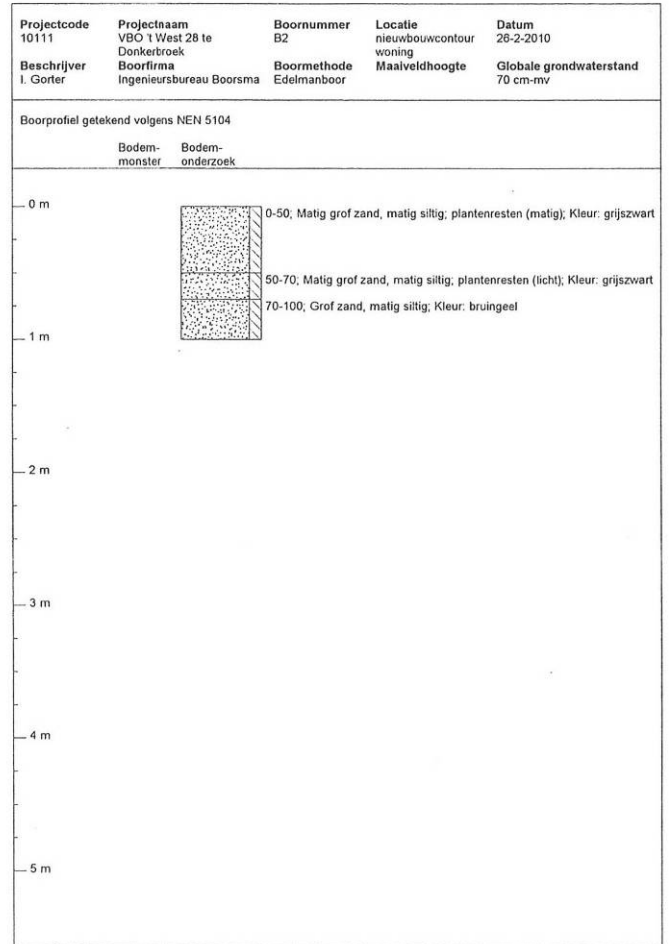 Projectcode Projectnaam Boornummer Locatie Datum
10111 VBO 't West 28 te B2 nieuwbouwcontour 26-2-2010
Donkerbroek woning
Beschrijver Boorfirma Boormethode Maaiveldhoogte Globale grondwaterstand
I. Gorter Ingenieursbureau Boorsma Edelmanboor 70 cm-mv
Boorprofiel getekend volgens NEN 5104
Bodem- Bodem-
monster onderzoek
0 m
0-50; Matig grof zand, matig siltig; plantenresten (matig); Kleur: grijszwart
50-70; Matig grof zand, matig siltig; plantenresten (licht); Kleur: grijszwart
70-100; Grof zand, matig siltig; Kleur: bruingeel
1 m
2 m
3 m
4 m
5 m